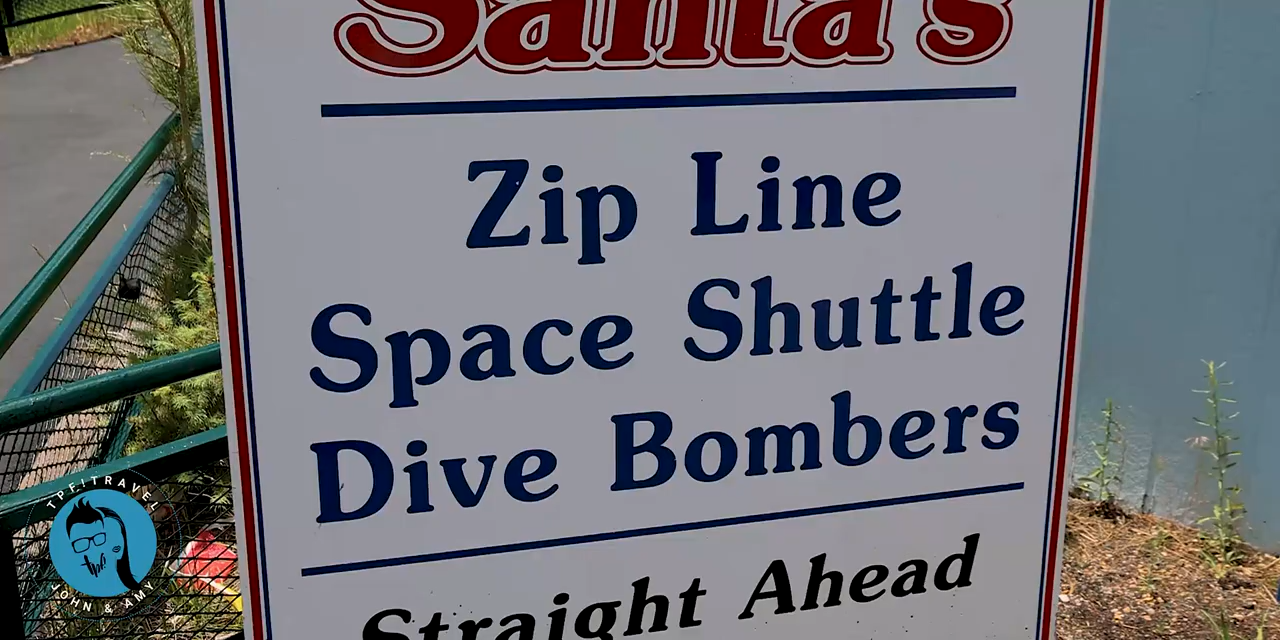 Santa's
Zip Line
Space Shuttle
Dive Bombers
Straight Ahead
TPF!TRAVEL
JOHN & AMY